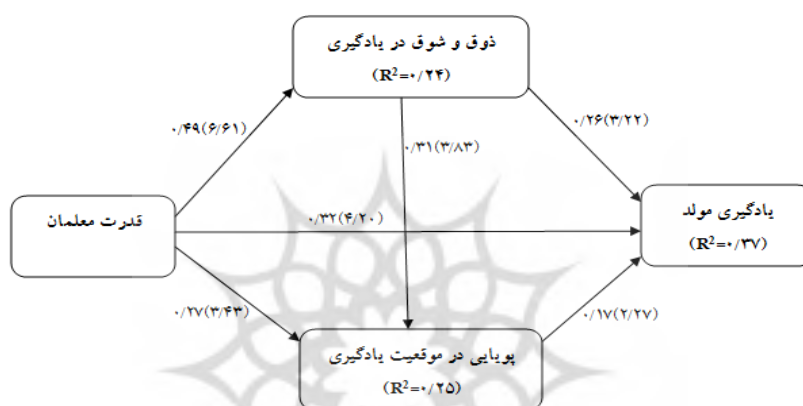 ذوق و شوق در یادگیری
(R²=۰/۲۴)
۰/۴۹(۶/۶۱)
۰/۲۶(۳/۲۲)
۰/۳۱(۳/۸۳)
قدرت معلمان
۰/۳۲(۴/۲۰)
یادگیری مولد
(R²=۰/۳۷)
۰/۲۷(۳/۴۳)
۰/۱۷(۲/۲۷)
پویایی در موقعیت یادگیری
(R²=۰/۲۵)